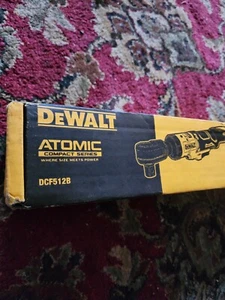 DEWALT
ATOMIC
COMPACT SERIES
WHERE SIZE MEETS POWER
DCF512B